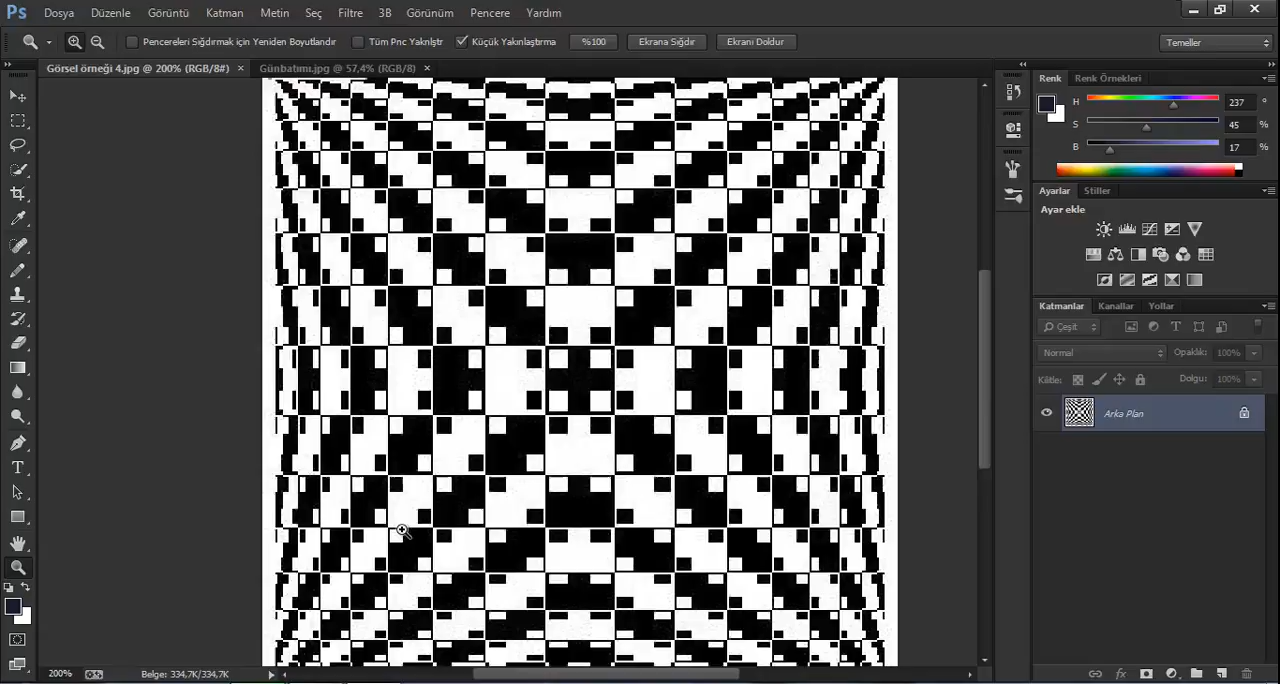 Ps Dosya Düzenle Görüntü Katman Metin Seç Filtre 3B Görünüm Pencere Yardım
Pencereleri Sığdırmak için Yeniden Boyutlandır Tüm Pnc Yaknlştr Küçük Yakınlaştırma %100 Ekrana Sığdır Ekranı Doldur Temeller
Görsel örneği 4.jpg @ 200% (RGB/8#) × Günbatımı.jpg @ 57,4% (RGB/8) ×
Renk Renk Örnekleri
H 237 °
S 45 %
B 17 %
Ayarlar Stiller
Ayar ekle
Katmanlar Kanallar Yollar
Çeşit
Normal Opaklık: 100%
Kilitle: Dolgu: 100%
Arka Plan
200% Belge: 334,7K/334,7K